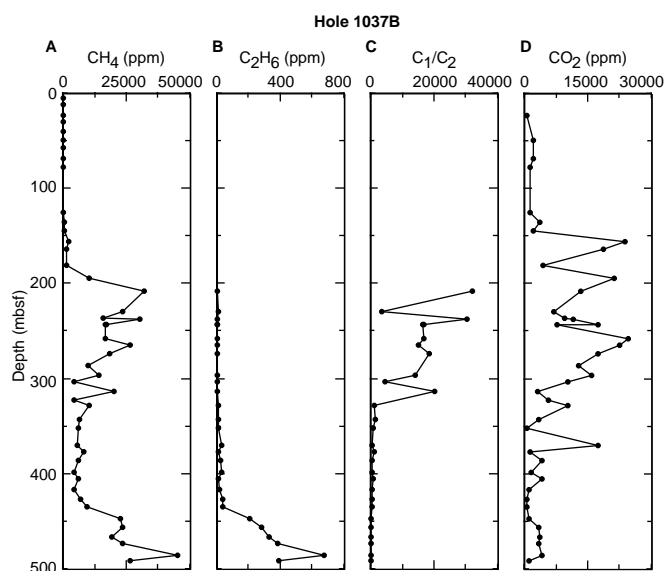 Hole 1037B
A B C D
CH4 (ppm) C2H6 (ppm) C1/C2 CO2 (ppm)
0 25000 50000 0 400 800 0 20000 40000 0 15000 30000
0
100
200
300
400
500
Depth (mbsf)